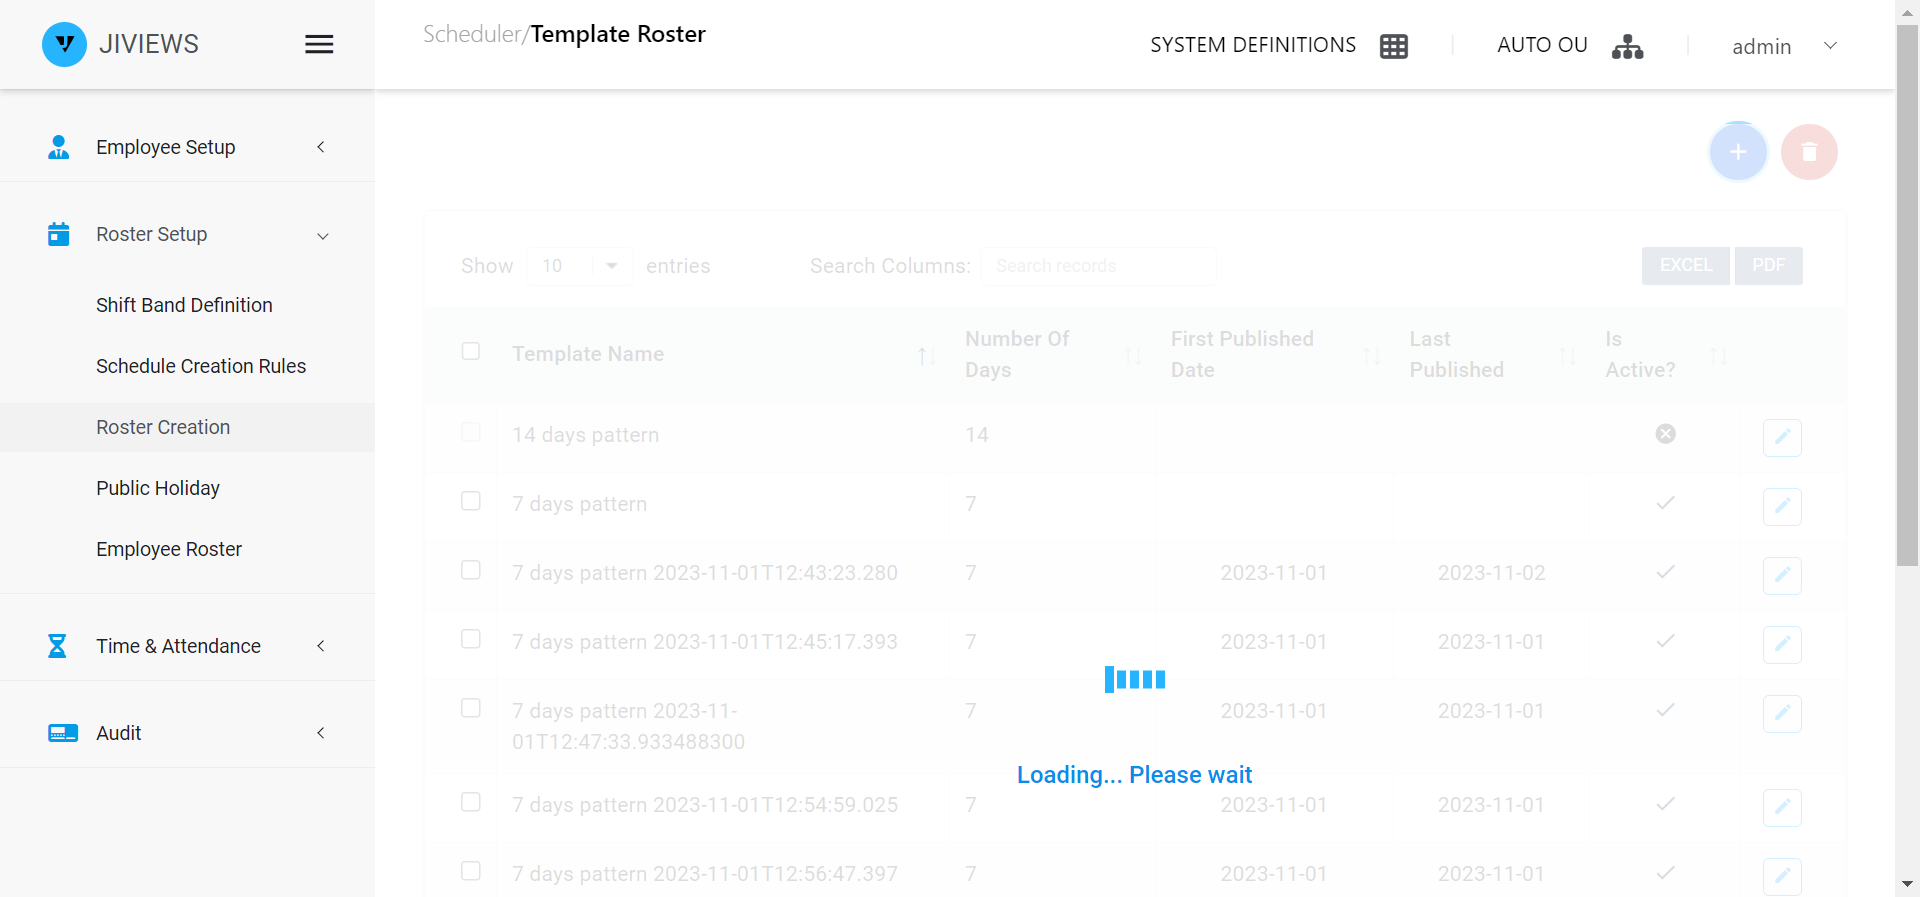 JIVIEWS
Scheduler/Template Roster
SYSTEM DEFINITIONS
AUTO OU
admin
Employee Setup
Roster Setup
Shift Band Definition
Schedule Creation Rules
Roster Creation
Public Holiday
Employee Roster
Time & Attendance
Audit
Show 10 entries
Search Columns: Search records
EXCEL PDF
Template Name
Number Of
Days
First Published
Date
Last
Published
Is
Active?
14 days pattern 14
7 days pattern 7
7 days pattern 2023-11-01T12:43:23.280 7 2023-11-01 2023-11-02
7 days pattern 2023-11-01T12:45:17.393 7 2023-11-01 2023-11-01
7 days pattern 2023-11- 7 2023-11-01 2023-11-01
01T12:47:33.933488300
Loading... Please wait
7 days pattern 2023-11-01T12:54:59.025 7 2023-11-01 2023-11-01
7 days pattern 2023-11-01T12:56:47.397 7 2023-11-01 2023-11-01